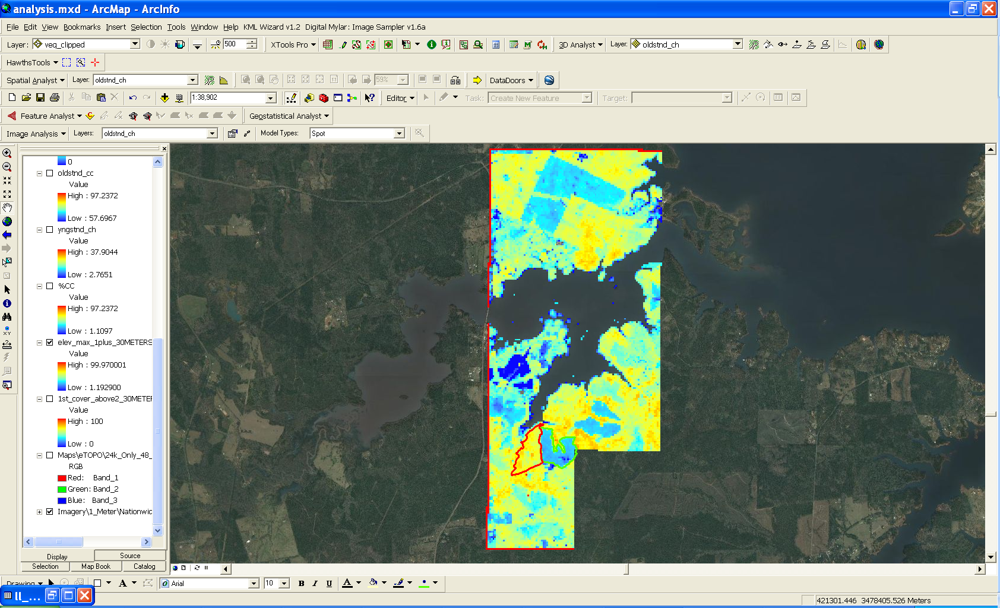 analysis.mxd - ArcMap - ArcInfo
File Edit View Bookmarks Insert Selection Tools Window Help KML Wizard v1.2 Digital Mylar: Image Sampler v1.6a
Layer: veq_clipped 500 XTools Pro 3D Analyst Layer: oldstnd_ch
HawthsTools
Spatial Analyst Layer: oldstnd_ch 59% DataDoors
1:38,902 Editor Task: Create New Feature Target:
Feature Analyst Geostatistical Analyst
Image Analysis Layers: oldstnd_ch Model Types: Spot
0
oldstnd_cc
Value
High : 97.2372
Low : 57.6967
yngstnd_ch
Value
High : 37.9044
Low : 2.7651
%CC
Value
High : 97.2372
Low : 1.1097
elev_max_1plus_30METERS
Value
High : 99.970001
Low : 1.192900
1st_cover_above2_30METER
Value
High : 100
Low : 0
Maps\eTOPO\24k_Only_48_
RGB
Red: Band_1
Green: Band_2
Blue: Band_3
Imagery\1_Meter\Nationwid
Display Source
Selection Map Book Catalog
Drawing A Arial 10 B I U A
ll_...
421301.446 3478405.526 Meters